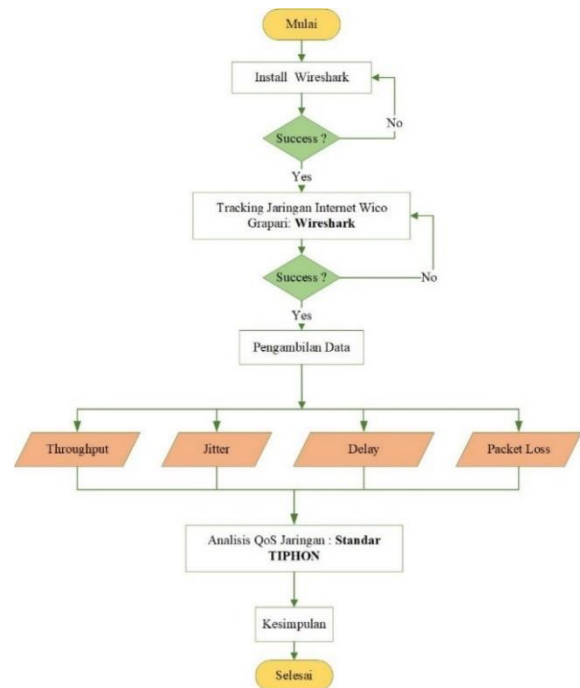 Mulai
Install Wireshark
No
Success ?
Yes
Tracking Jaringan Internet Wico
Grapari: Wireshark
No
Success ?
Yes
Pengambilan Data
Throughput
Jitter
Delay
Packet Loss
Analisis QoS Jaringan : Standar
TIPHON
Kesimpulan
Selesai